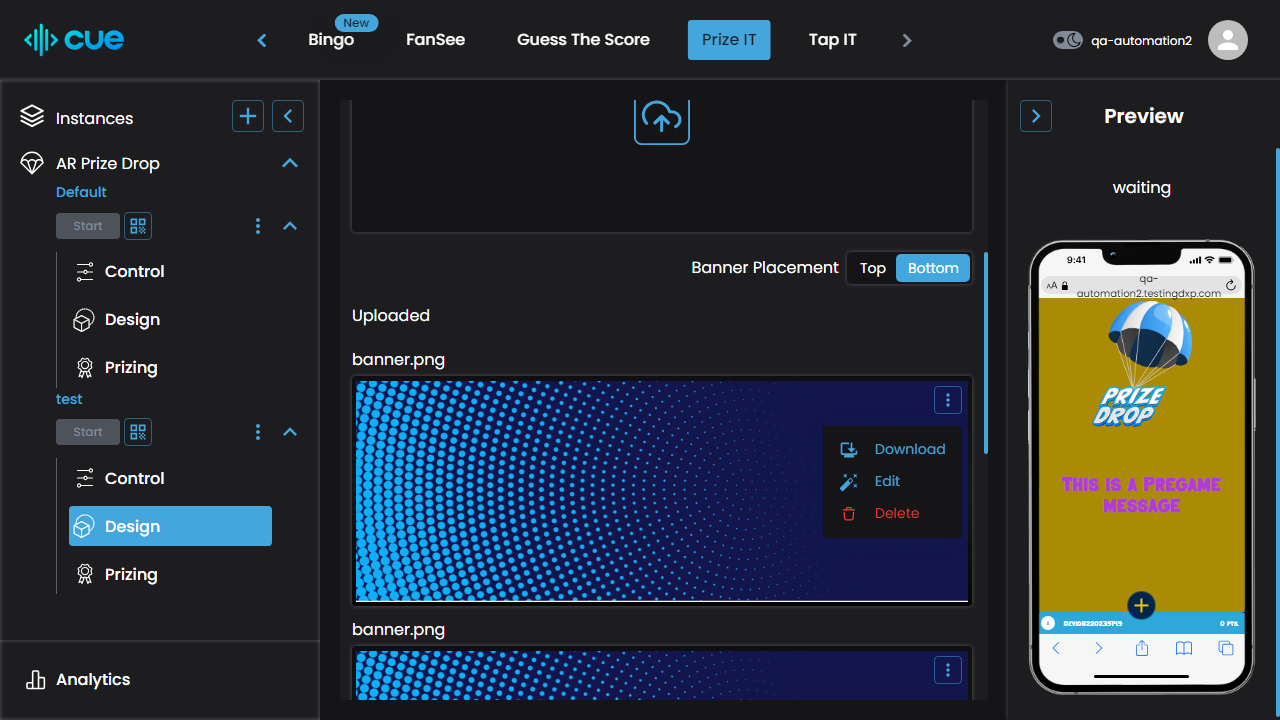 cue
New
Bingo
FanSee
Guess The Score
Prize IT
Tap IT
qa-automation2
Instances
AR Prize Drop
Default
Start
Control
Design
Prizing
test
Start
Control
Design
Prizing
Analytics
Banner Placement
Top
Bottom
Uploaded
banner.png
Download
Edit
Delete
banner.png
Preview
waiting
9:41
AA
qa-
automation2.testingdxp.com
PRIZE
DROP
This is a Pregame
message
0 PTS.